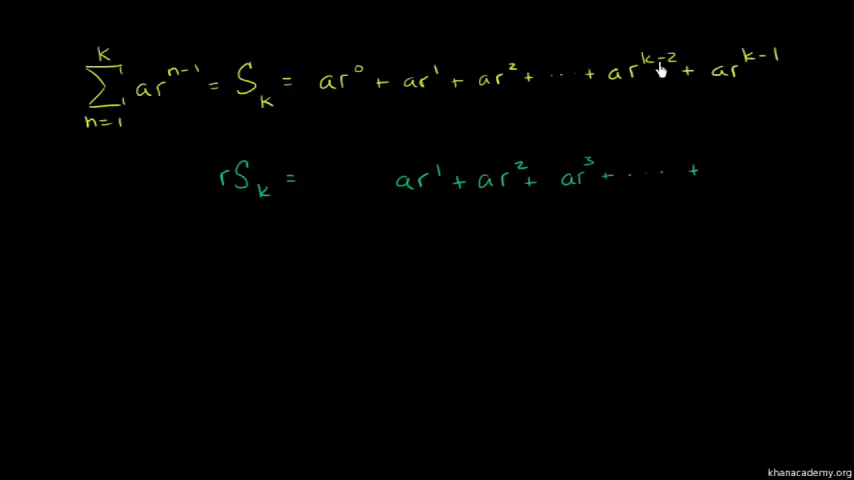 K
∑ ar^{n-1} = S_k = ar^0 + ar^1 + ar^2 + ··· + ar^{k-2} + ar^{k-1}
n=1
rS_k = ar^1 + ar^2 + ar^3 + ···· +
khanacademy.org